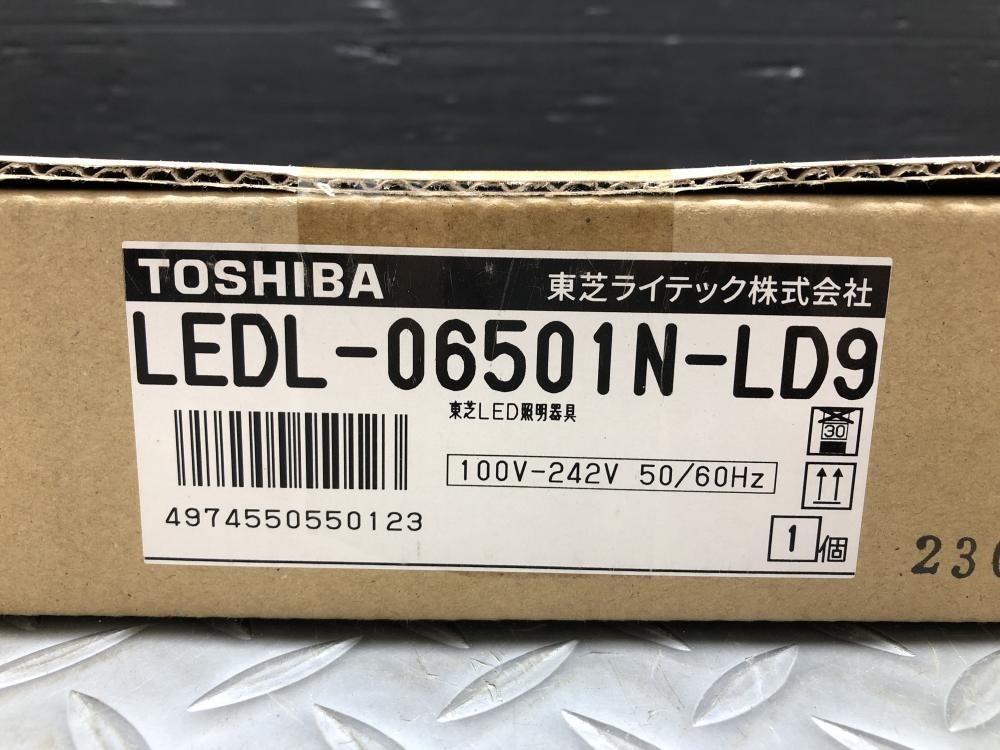 TOSHIBA 東芝ライテック株式会社
LEDL-06501N-LD9
東芝LED照明器具
30
100V-242V 50/60Hz
4974550550123
1個